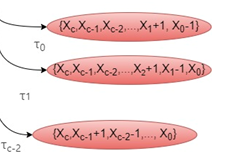 {Xc,Xc-1,Xc-2,...,X1+1, X0-1}
τ0
{Xc,Xc-1,Xc-2,...,X2+1,X1-1,X0}
τ1
{Xc,Xc-1+1,Xc-2-1,..., X0}
τc-2